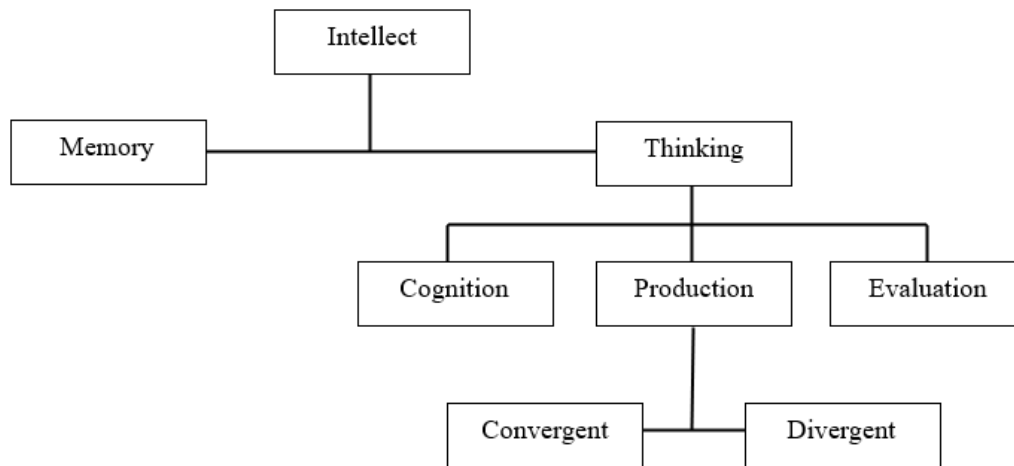 Intellect
Memory
Thinking
Cognition
Production
Evaluation
Convergent
Divergent